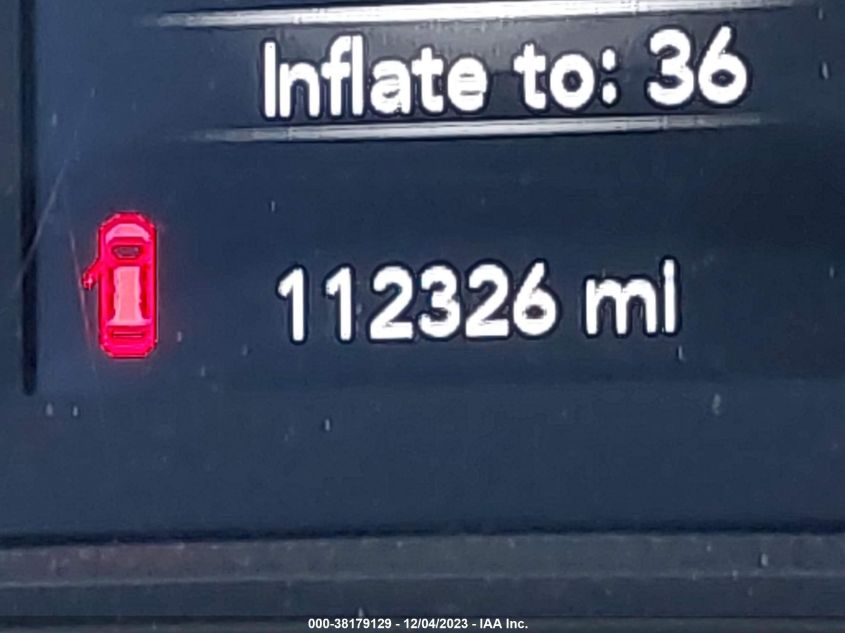 Inflate to: 36
112326 mi
000-38179129 - 12/04/2023 - IAA Inc.